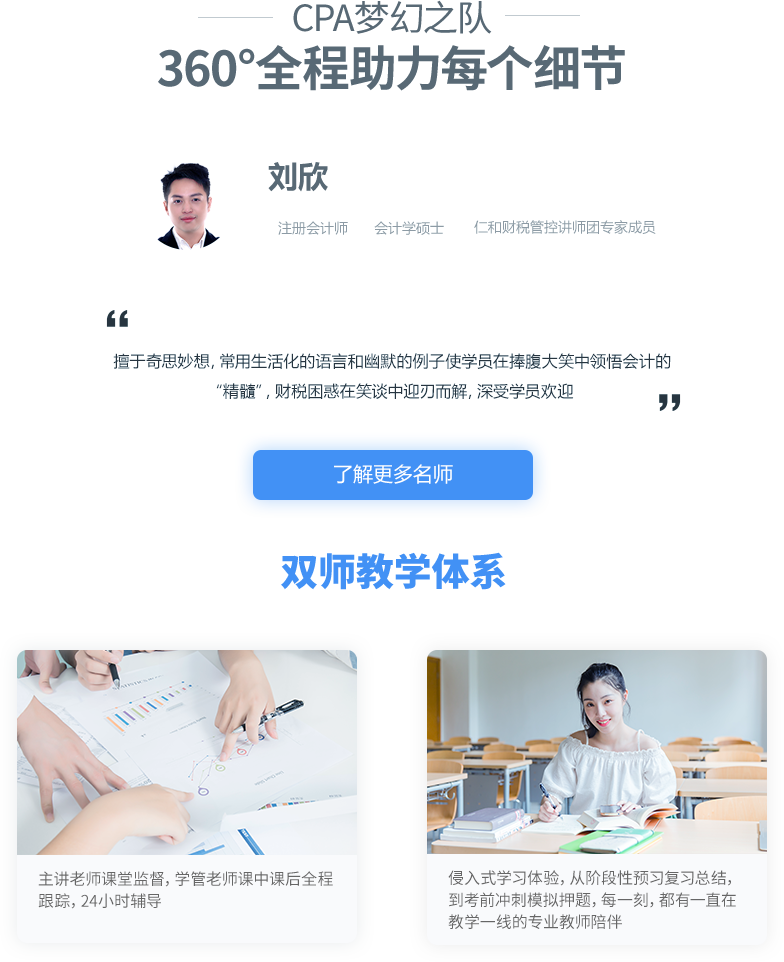 CPA梦幻之队
360°全程助力每个细节
刘欣
注册会计师 会计学硕士 仁和财税管控讲师团专家成员
“
擅于奇思妙想, 常用生活化的语言和幽默的例子使学员在捧腹大笑中领悟会计的
“精髓”, 财税困惑在笑谈中迎刃而解, 深受学员欢迎
”
了解更多名师
双师教学体系
主讲老师课堂监督, 学管老师课中课后全程
跟踪, 24小时辅导
侵入式学习体验, 从阶段性预习复习总结,
到考前冲刺模拟押题, 每一刻, 都有一直在
教学一线的专业教师陪伴